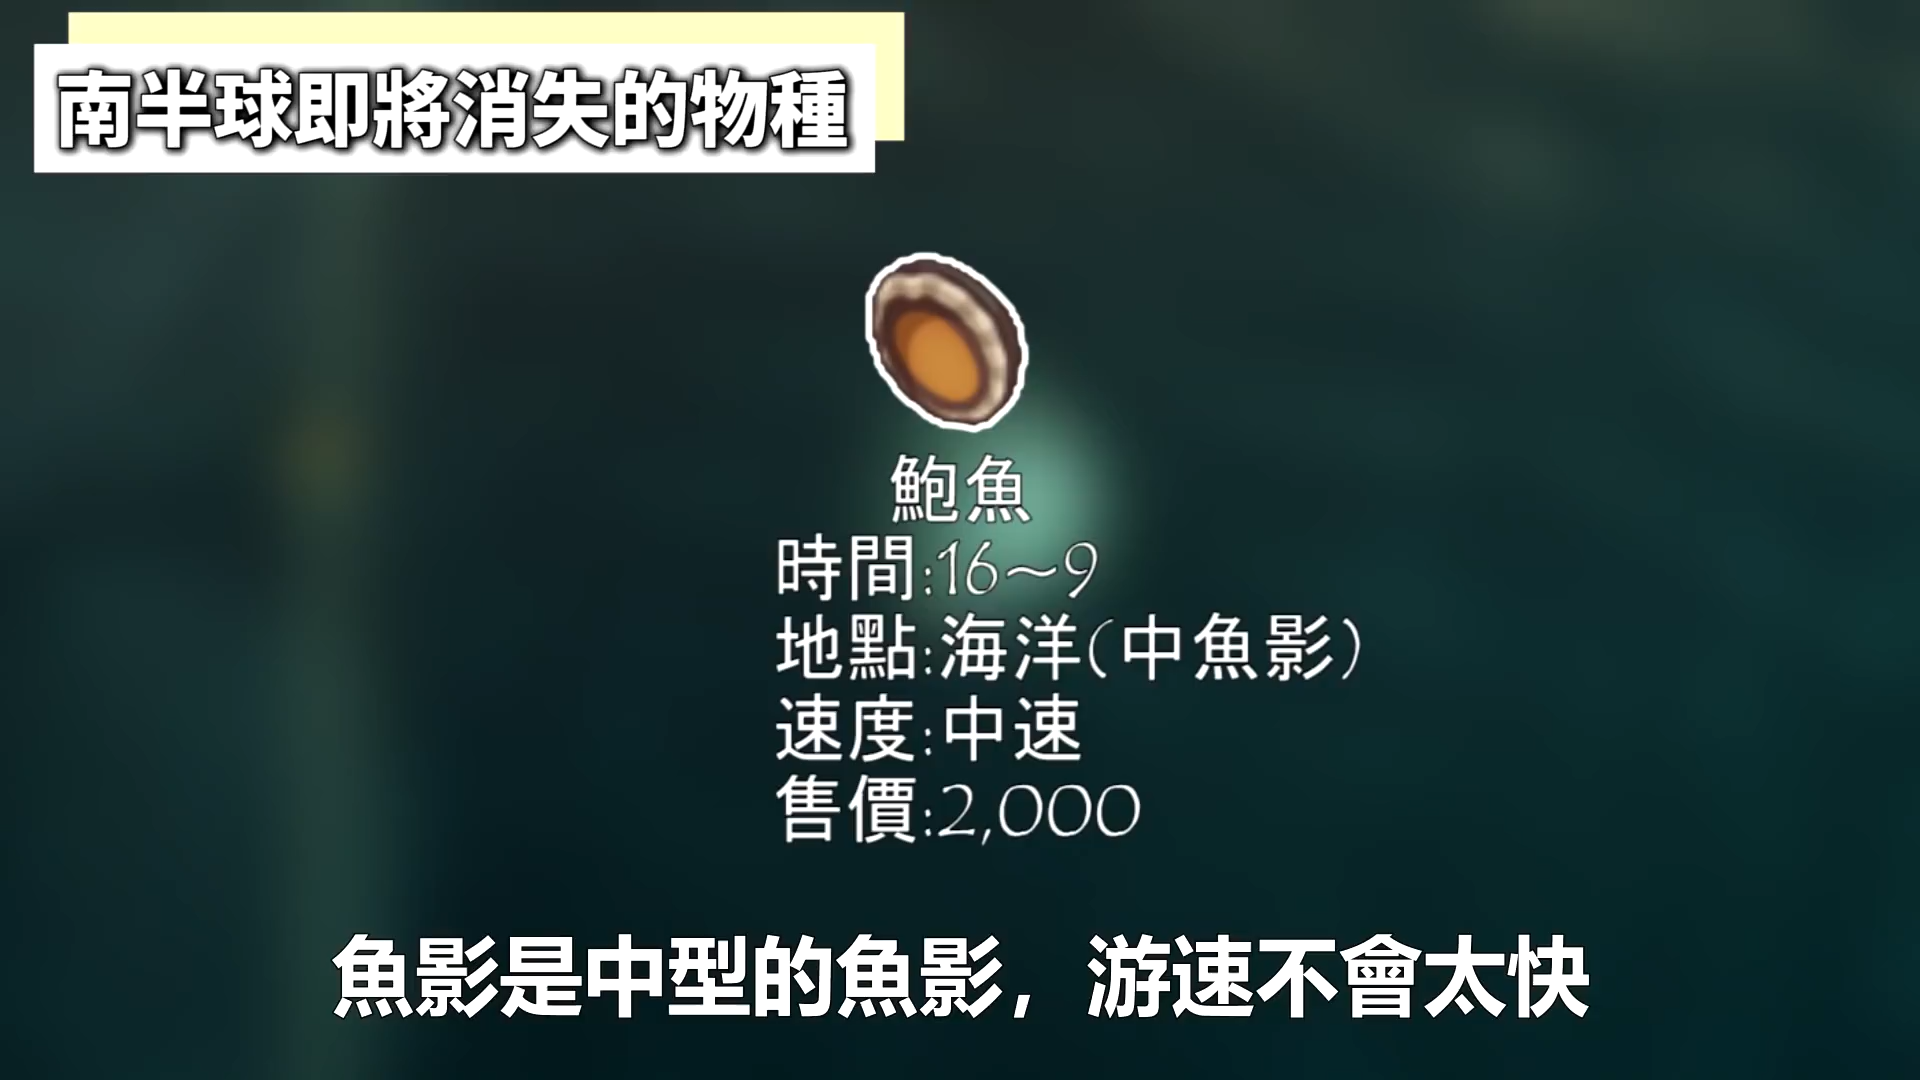 南半球即將消失的物種
鮑魚
時間:16～9
地點:海洋(中魚影)
速度:中速
售價:2,000
魚影是中型的魚影，游速不會太快